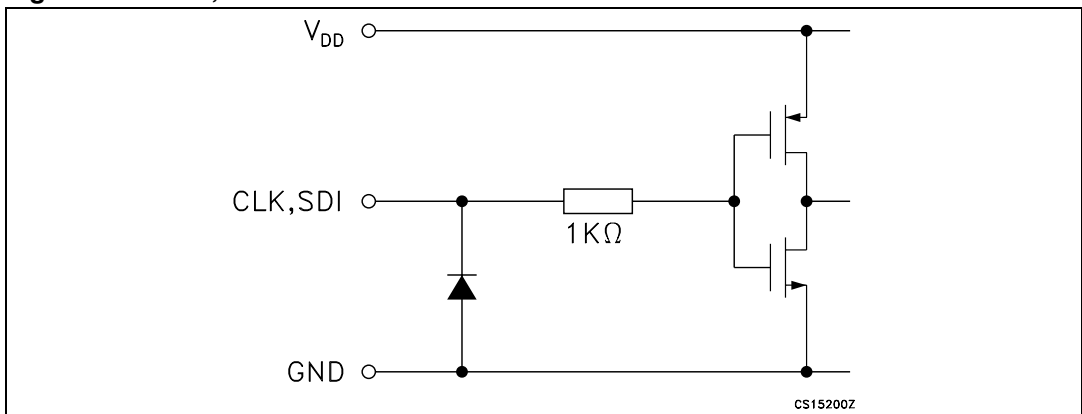 V_DD
CLK,SDI
1KΩ
GND
CS15200Z